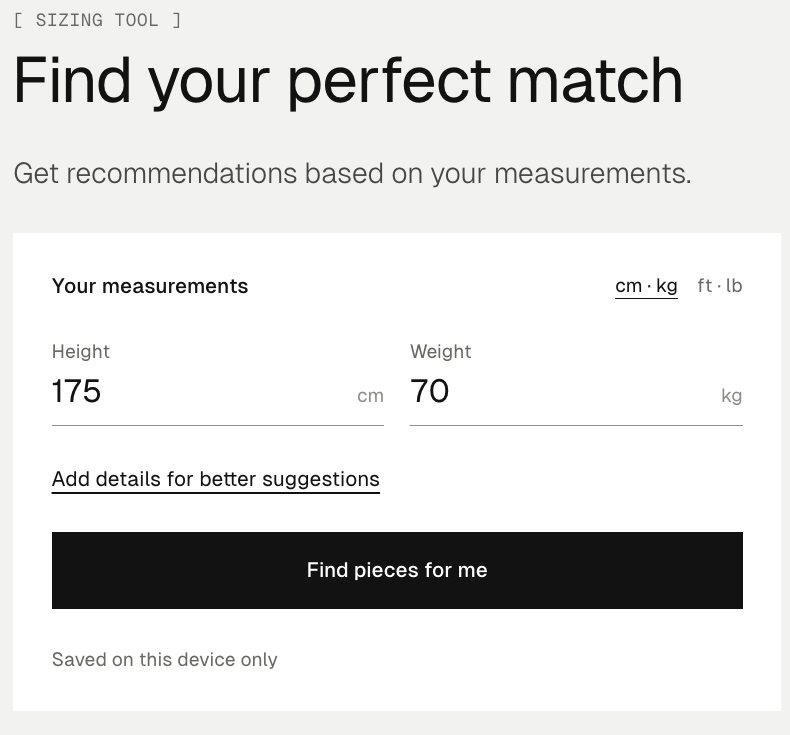 [ SIZING TOOL ]
Find your perfect match
Get recommendations based on your measurements.
Your measurements cm · kg ft · lb
Height Weight
175 cm 70 kg
Add details for better suggestions
Find pieces for me
Saved on this device only